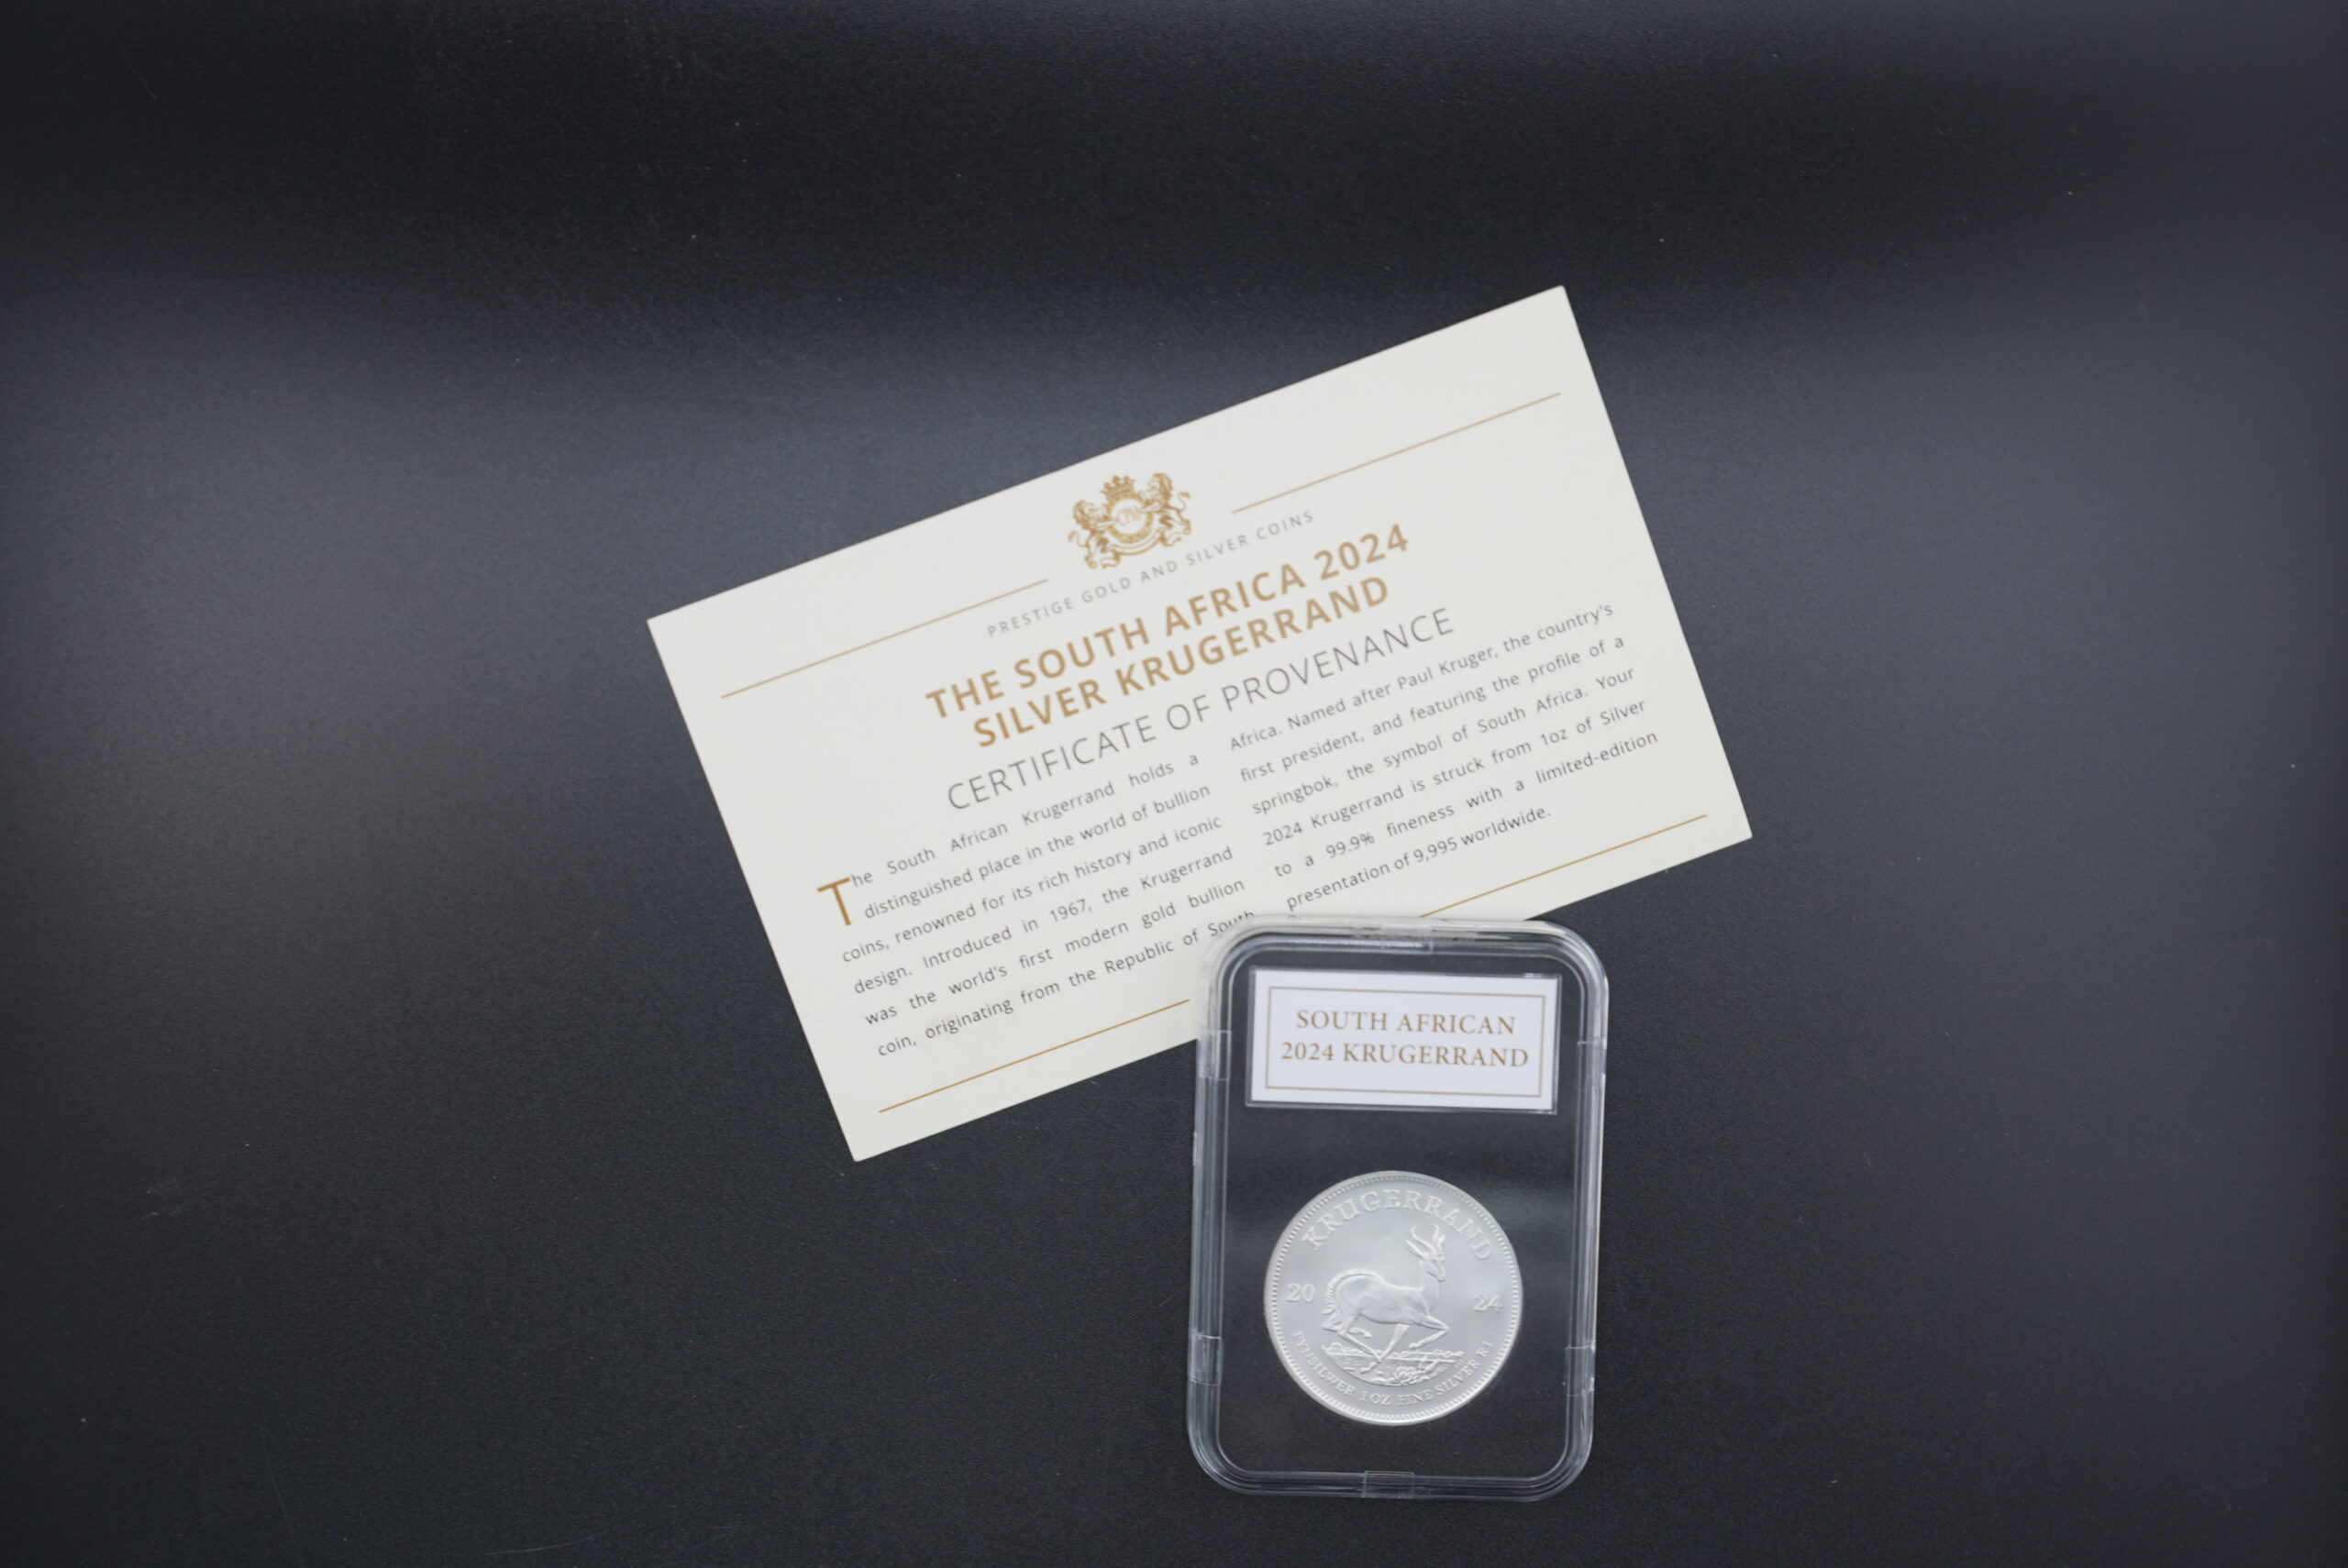 PRESTIGE GOLD AND SILVER COINS
THE SOUTH AFRICA 2024
SILVER KRUGERRAND
CERTIFICATE OF PROVENANCE
The South African Krugerrand holds a
distinguished place in the world of bullion
coins, renowned for its rich history and iconic
design. Introduced in 1967, the Krugerrand
was the world's first modern gold bullion
coin, originating from the Republic of South
Africa. Named after Paul Kruger, the country's
first president, and featuring the profile of a
springbok, the symbol of South Africa. Your
2024 Krugerrand is struck from 1oz of Silver
to a 99.9% fineness with a limited-edition
presentation of 9,995 worldwide.
SOUTH AFRICAN
2024 KRUGERRAND
KRUGERRAND
20 24
FYNSILWER 1 OZ FINE SILVER R1